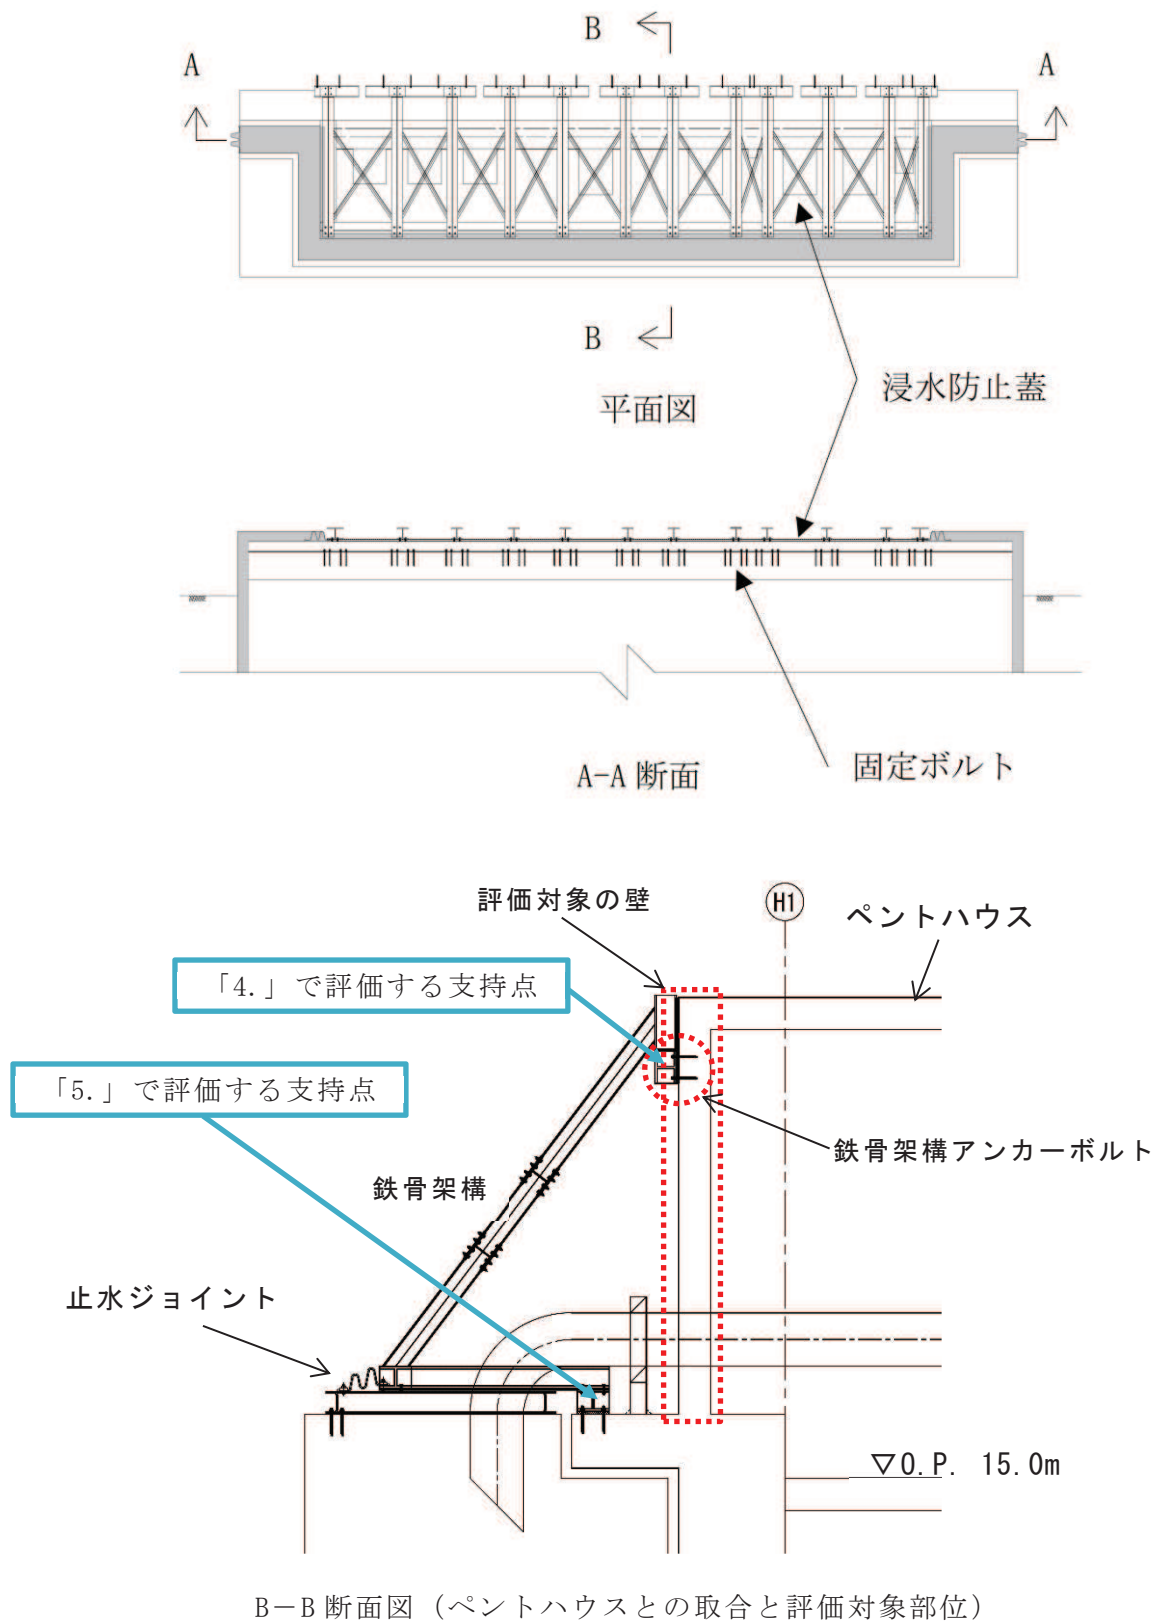 B
A
A
B
浸水防止蓋
平面図
固定ボルト
A-A 断面
評価対象の壁
H1
ペントハウス
「4.」で評価する支持点
「5.」で評価する支持点
鉄骨架構アンカーボルト
鉄骨架構
止水ジョイント
▽O.P. 15.0m
B－B 断面図（ペントハウスとの取合と評価対象部位）